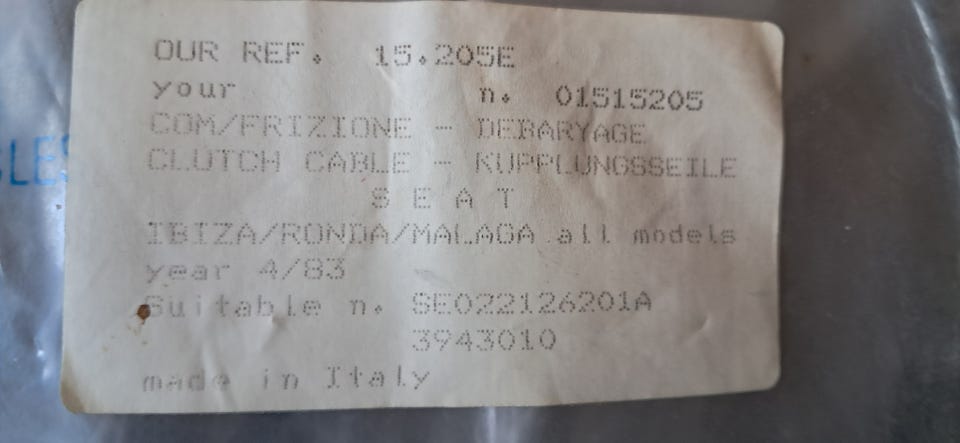 OUR REF. 15.205E
your n. 01515205
COM/FRIZIONE - DEBARYAGE
CLUTCH CABLE - KUPPLUNGSSEILE
S E A T
IBIZA/RONDA/MALAGA all models
year 4/83
Suitable n. SE022126201A
3943010
made in Italy